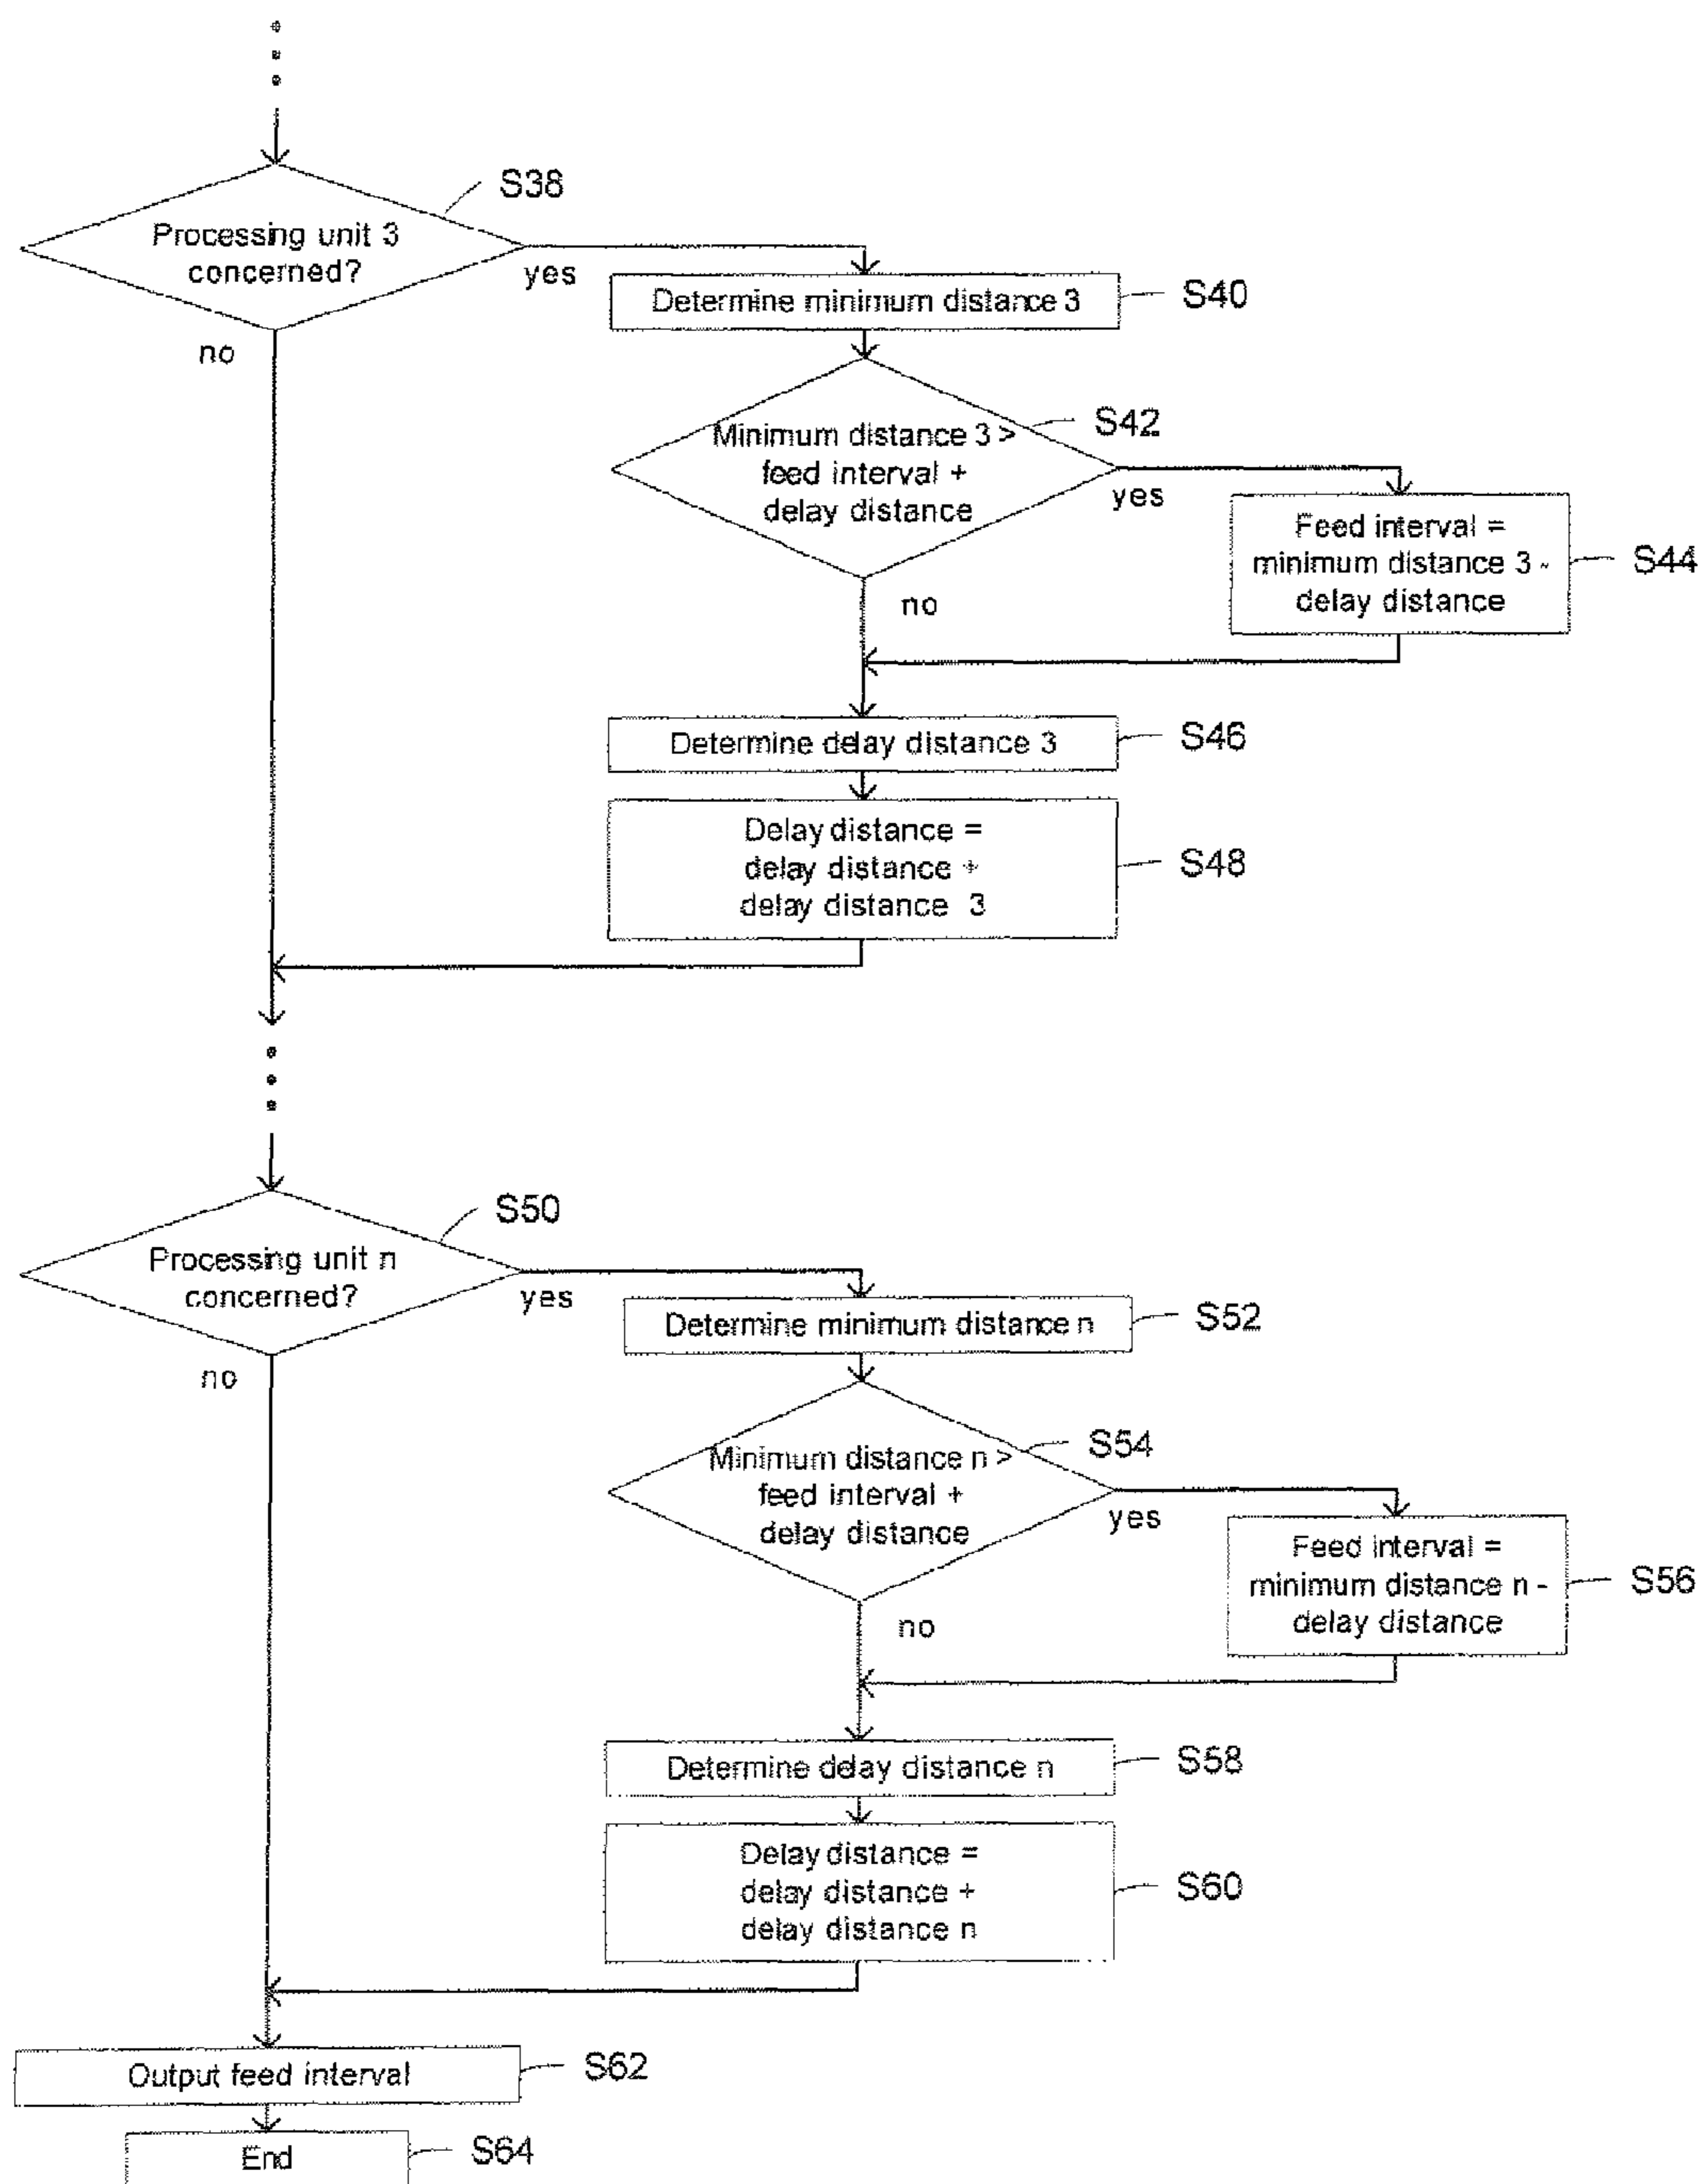 S38
Processing unit 3
concerned?
yes
no
Determine minimum distance 3
S40
S42
Minimum distance 3 >
feed interval +
delay distance
yes
no
Feed interval =
minimum distance 3 -
delay distance
S44
Determine delay distance 3
S46
Delay distance =
delay distance +
delay distance 3
S48
S50
Processing unit n
concerned?
yes
no
Determine minimum distance n
S52
S54
Minimum distance n >
feed interval +
delay distance
yes
no
Feed interval =
minimum distance n -
delay distance
S56
Determine delay distance n
S58
Delay distance =
delay distance +
delay distance n
S60
Output feed interval
S62
End
S64